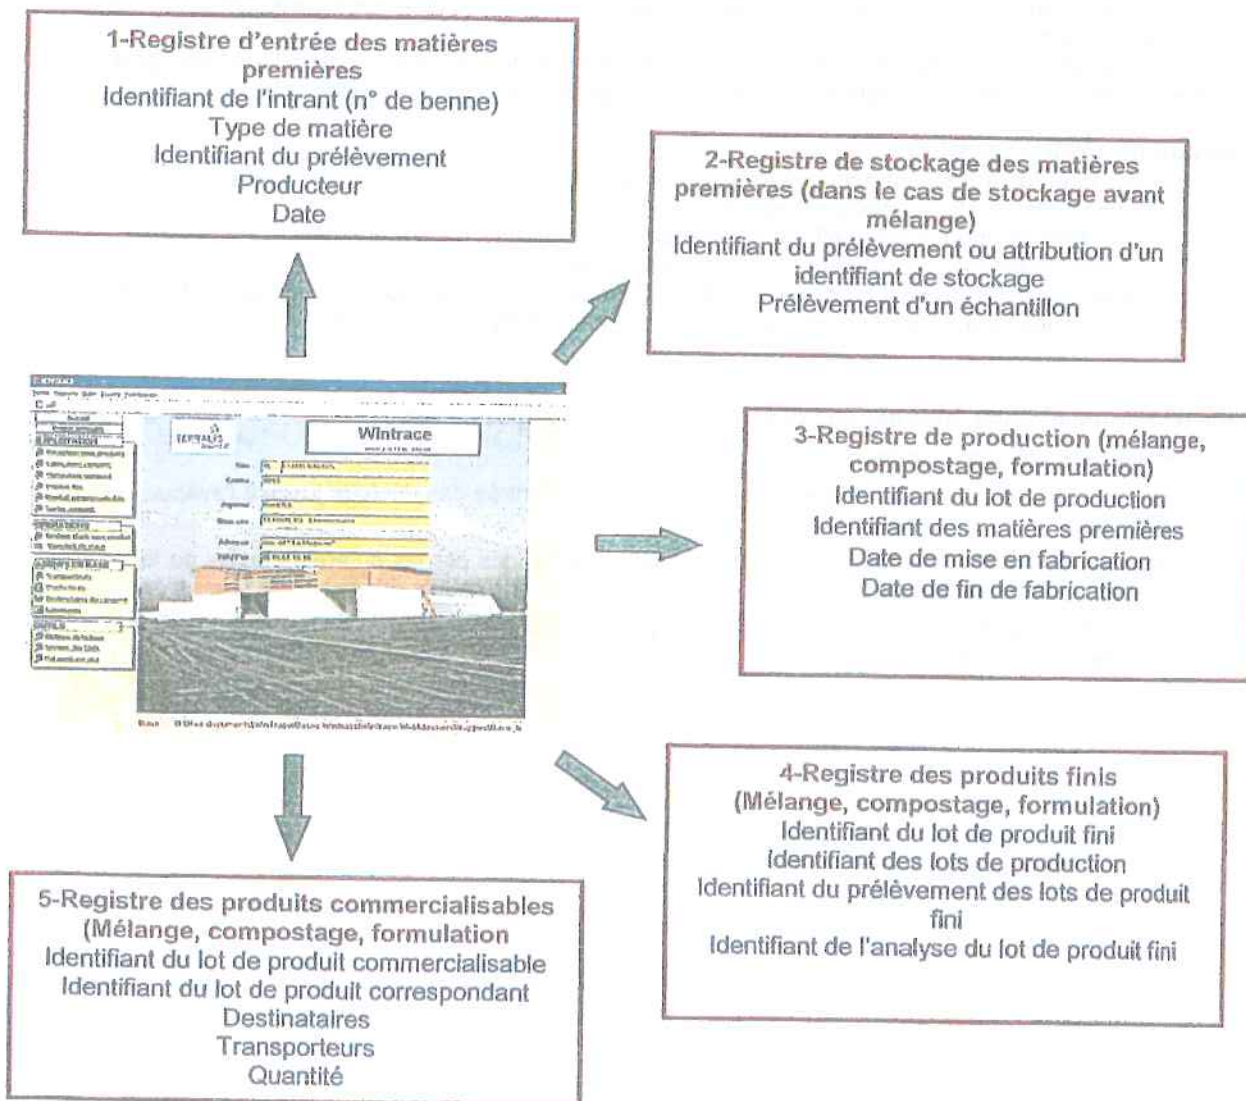 1-Registre d'entrée des matières
premières
Identifiant de l'intrant (n° de benne)
Type de matière
Identifiant du prélèvement
Producteur
Date
2-Registre de stockage des matières
premières (dans le cas de stockage avant
mélange)
Identifiant du prélèvement ou attribution d'un
identifiant de stockage
Prélèvement d'un échantillon
Wintrace
TERRALIS
3-Registre de production (mélange,
compostage, formulation)
Identifiant du lot de production
Identifiant des matières premières
Date de mise en fabrication
Date de fin de fabrication
4-Registre des produits finis
(Mélange, compostage, formulation)
Identifiant du lot de produit fini
Identifiant des lots de production
Identifiant du prélèvement des lots de produit
fini
Identifiant de l'analyse du lot de produit fini
5-Registre des produits commercialisables
(Mélange, compostage, formulation
Identifiant du lot de produit commercialisable
Identifiant du lot de produit correspondant
Destinataires
Transporteurs
Quantité